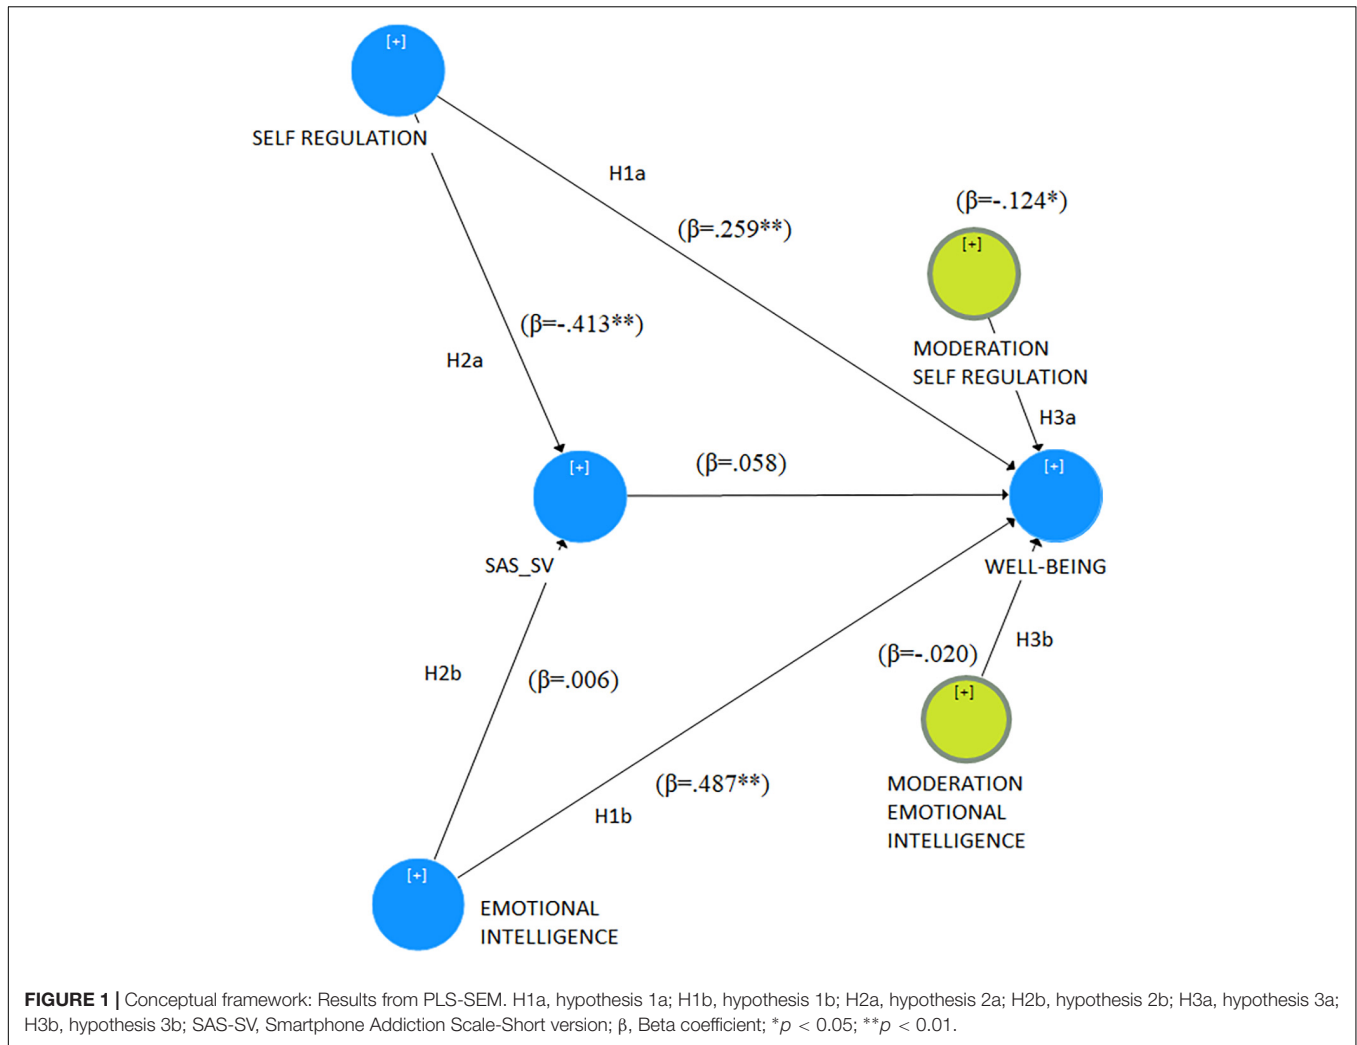 [+]
SELF REGULATION
H1a
(β=.259**)
(β=-.124*)
[+]
MODERATION
SELF REGULATION
H3a
(β=-.413**)
H2a
[+]
SAS_SV
(β=.058)
[+]
WELL-BEING
H3b
(β=-.020)
[+]
MODERATION
EMOTIONAL
INTELLIGENCE
H2b
(β=.006)
(β=.487**)
H1b
[+]
EMOTIONAL
INTELLIGENCE
FIGURE 1 | Conceptual framework: Results from PLS-SEM. H1a, hypothesis 1a; H1b, hypothesis 1b; H2a, hypothesis 2a; H2b, hypothesis 2b; H3a, hypothesis 3a;
H3b, hypothesis 3b; SAS-SV, Smartphone Addiction Scale-Short version; β, Beta coefficient; *p < 0.05; **p < 0.01.